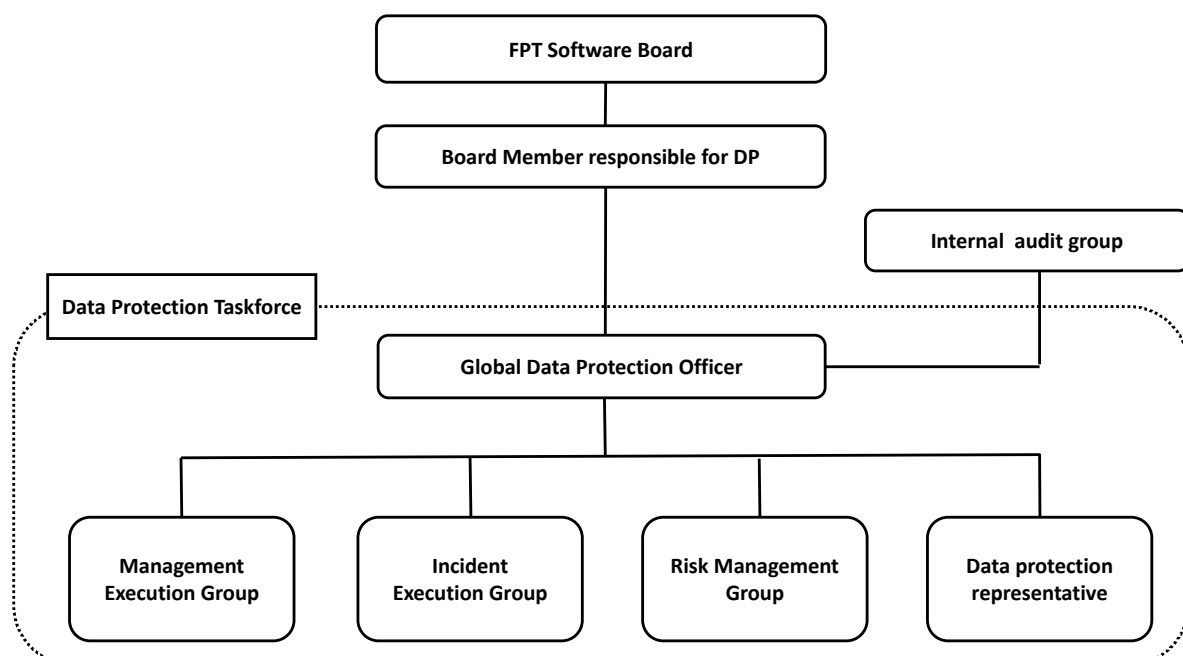 FPT Software Board
Board Member responsible for DP
Internal audit group
Data Protection Taskforce
Global Data Protection Officer
Management
Execution Group
Incident
Execution Group
Risk Management
Group
Data protection
representative